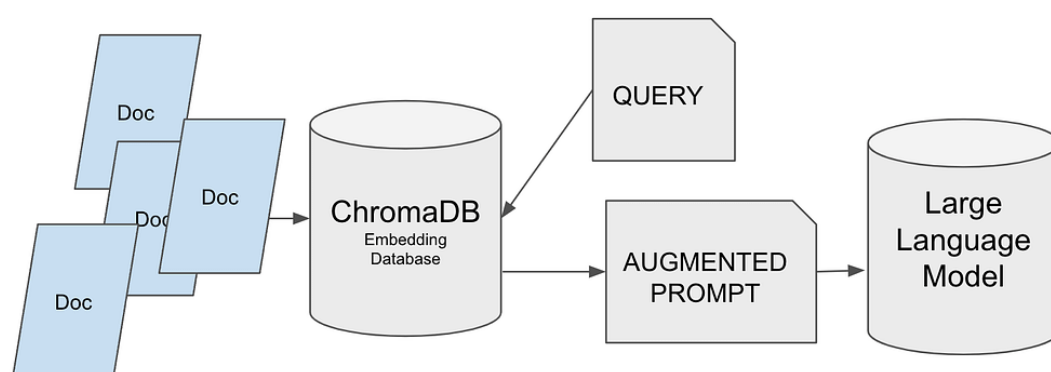 Doc
Doc
Doc
Doc
ChromaDB
Embedding
Database
QUERY
AUGMENTED
PROMPT
Large
Language
Model